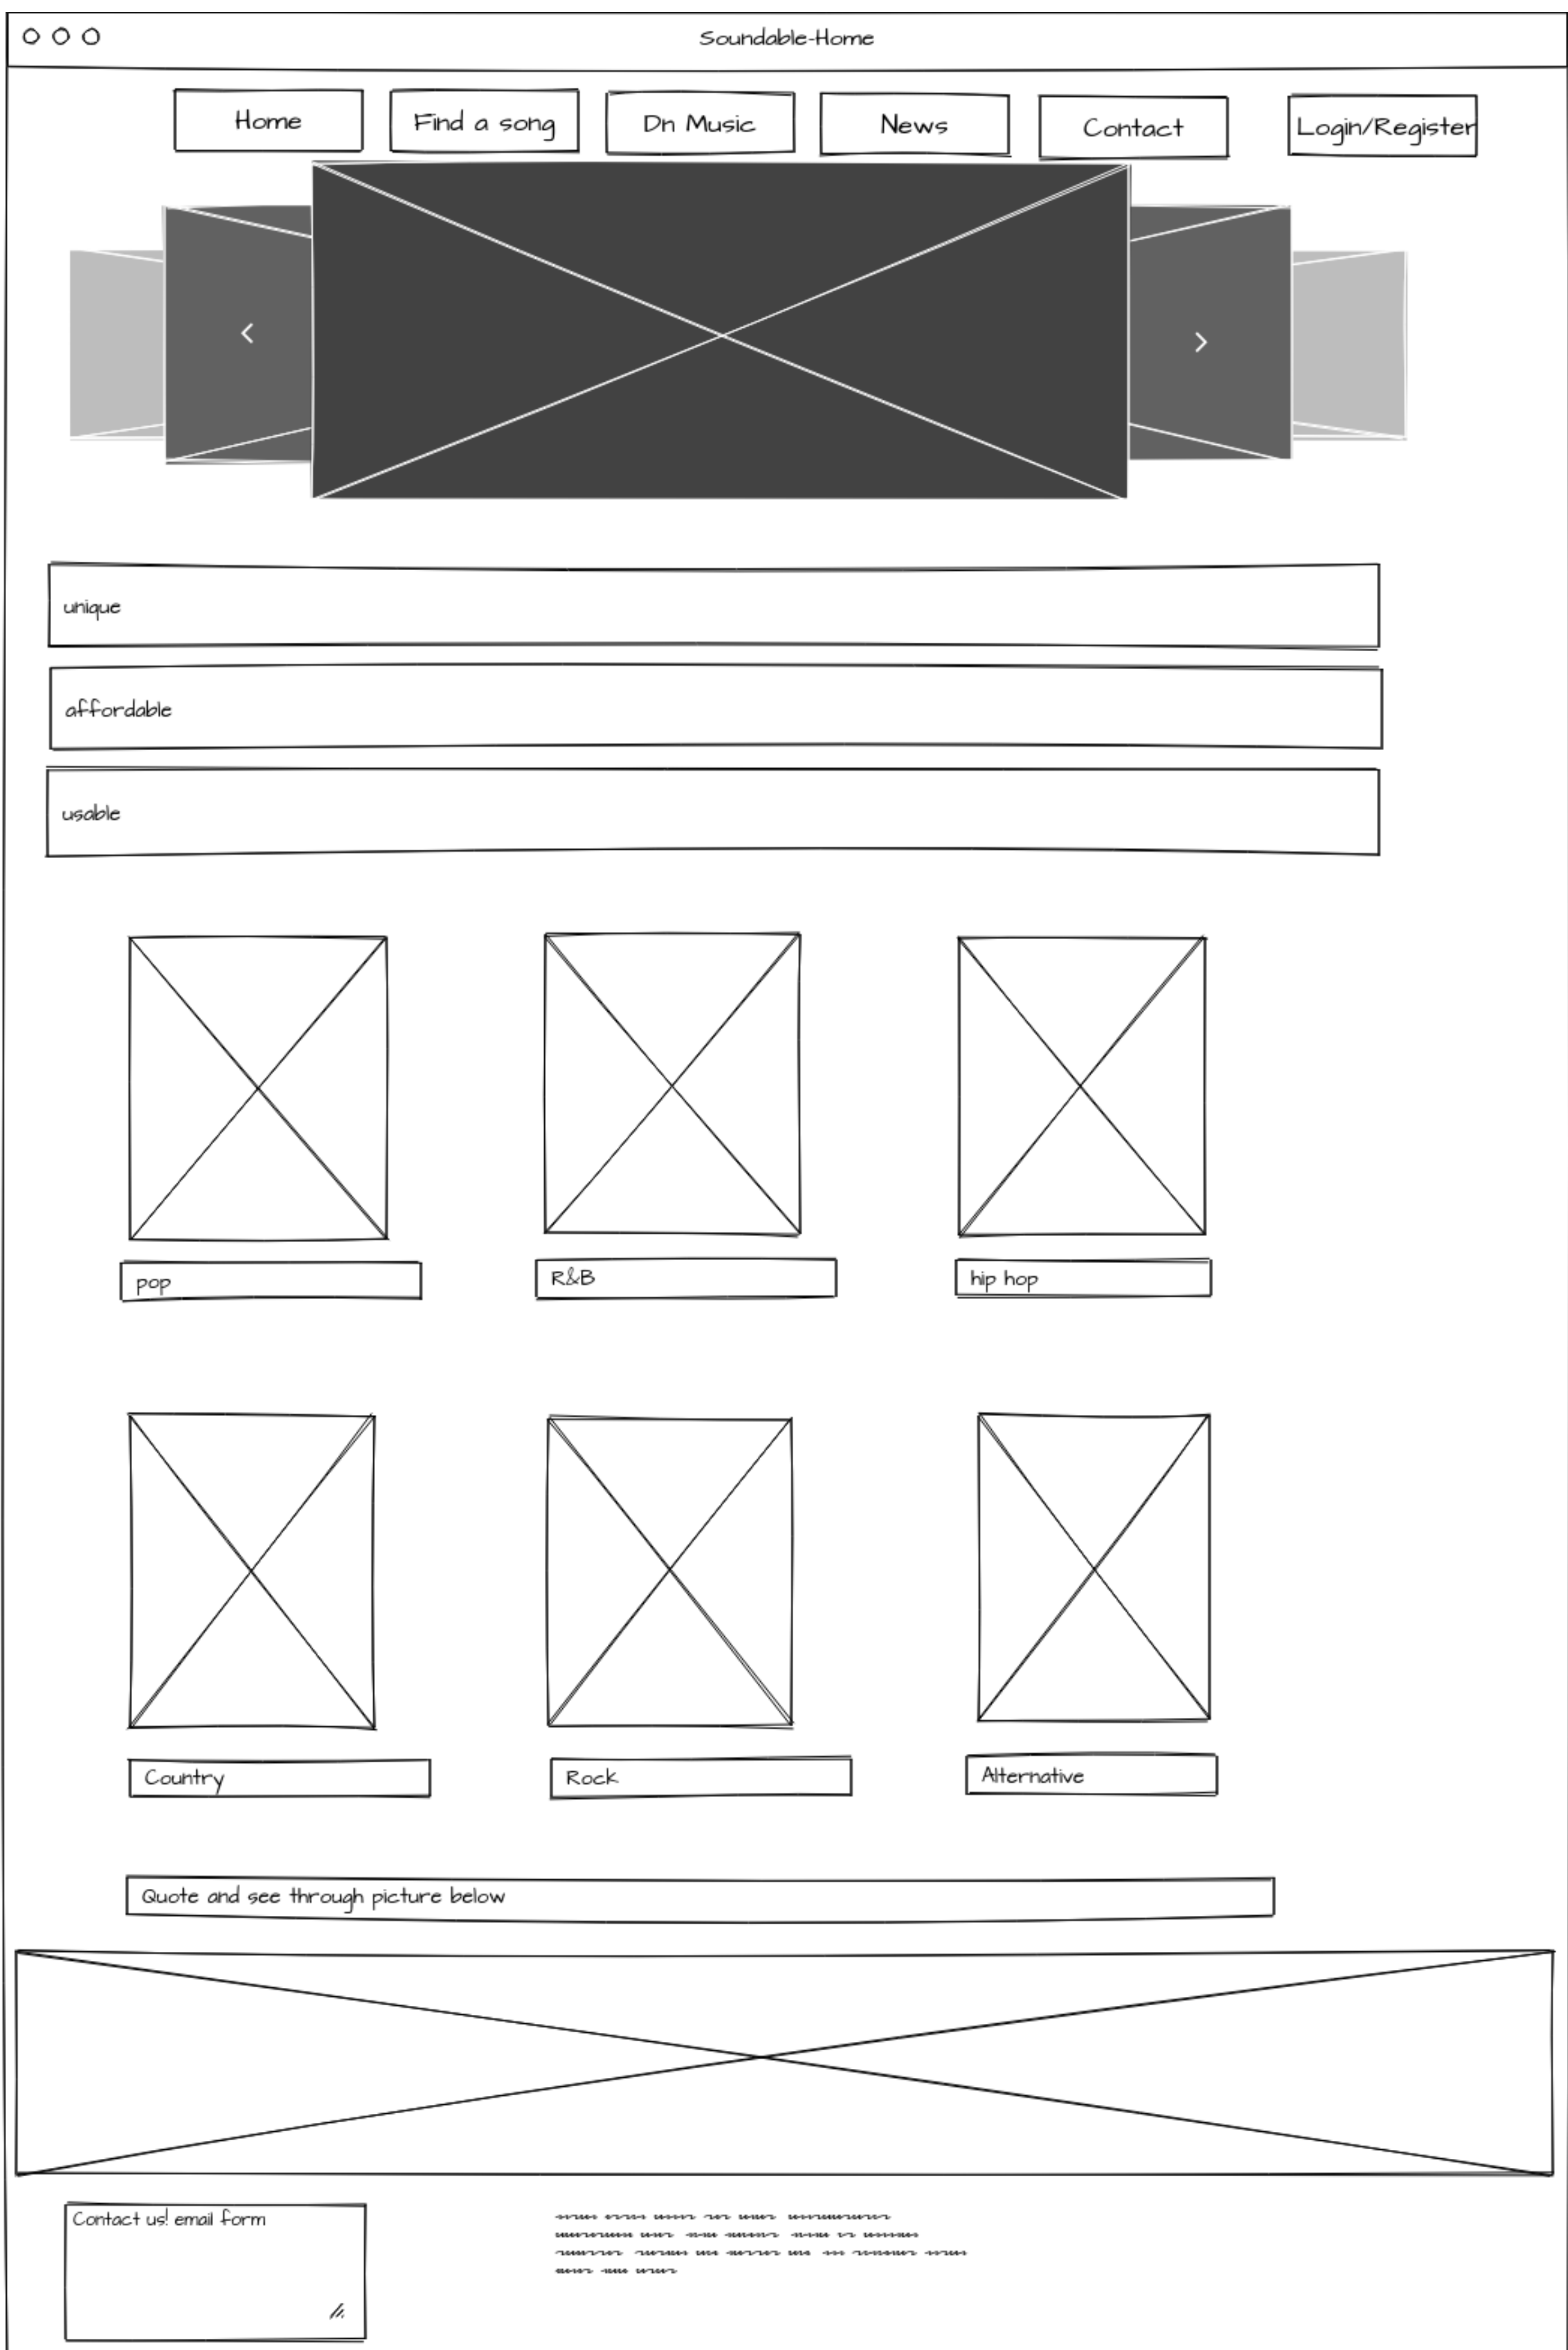 Soundable-Home
Home
Find a song
Dn Music
News
Contact
Login/Register
unique
affordable
usable
pop
R&B
hip hop
Country
Rock
Alternative
Quote and see through picture below
Contact us! email form